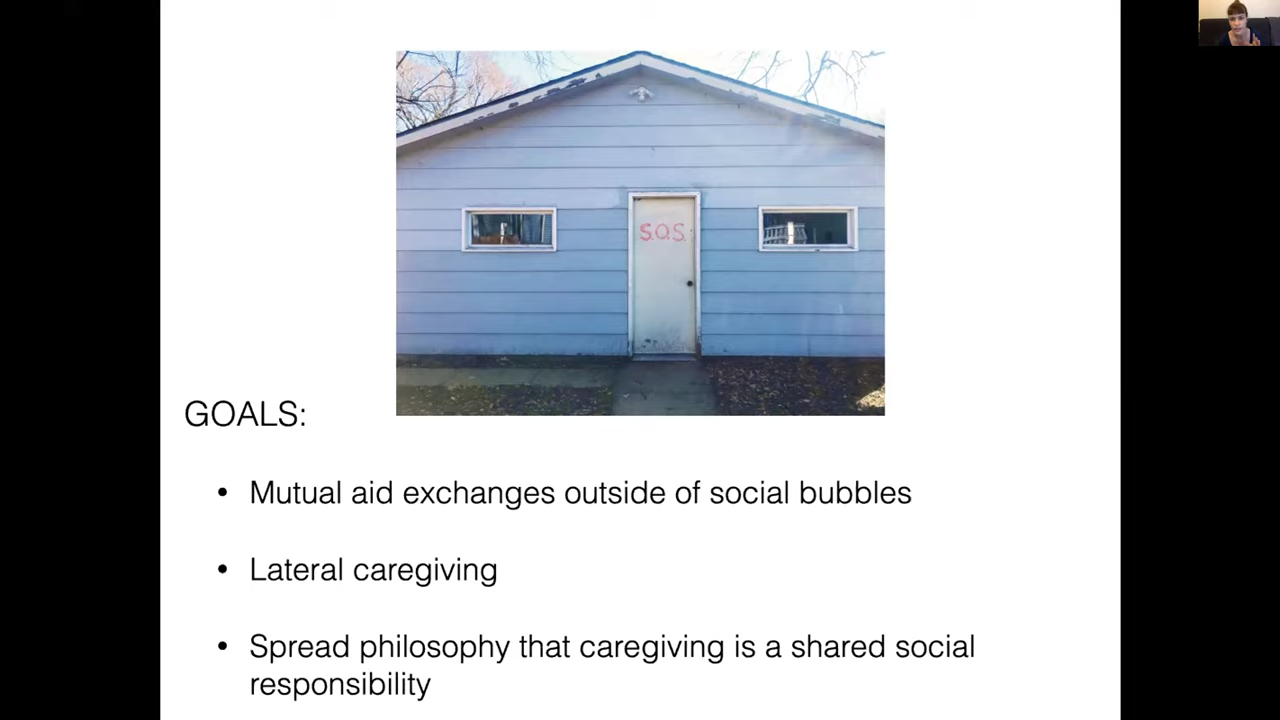 S.O.S.
GOALS:
• Mutual aid exchanges outside of social bubbles
• Lateral caregiving
• Spread philosophy that caregiving is a shared social
responsibility